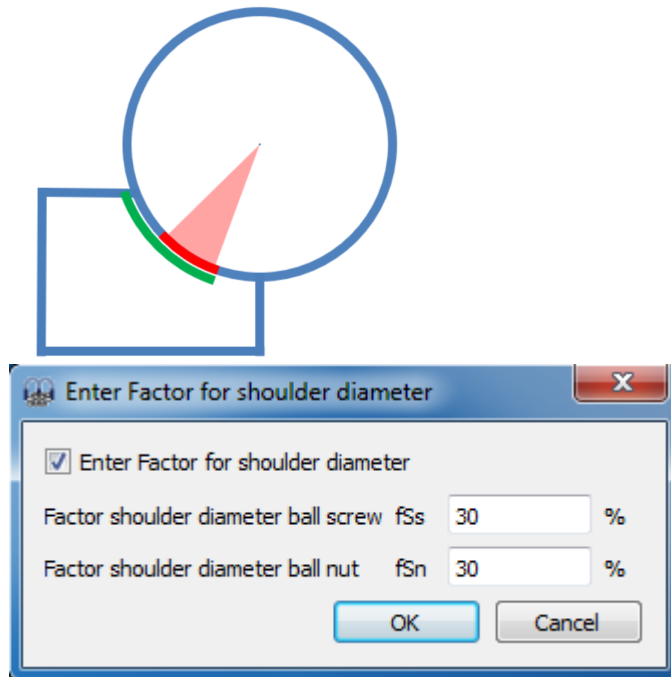 Enter Factor for shoulder diameter
Enter Factor for shoulder diameter
Factor shoulder diameter ball screw fSs 30 %
Factor shoulder diameter ball nut fSn 30 %
OK Cancel